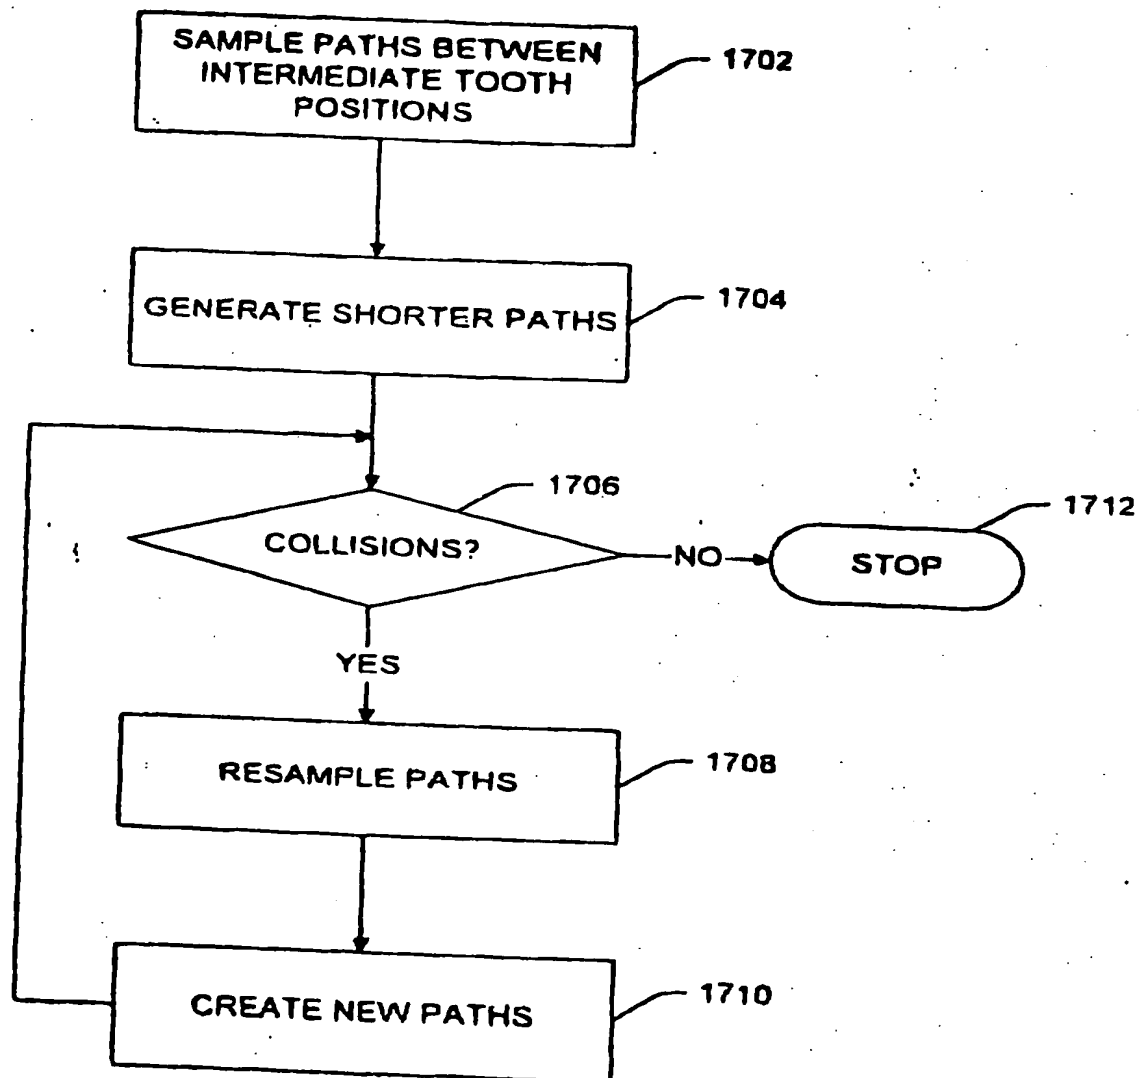 SAMPLE PATHS BETWEEN
INTERMEDIATE TOOTH
POSITIONS
1702
GENERATE SHORTER PATHS
1704
COLLISIONS?
1706
NO
STOP
1712
YES
RESAMPLE PATHS
1708
CREATE NEW PATHS
1710